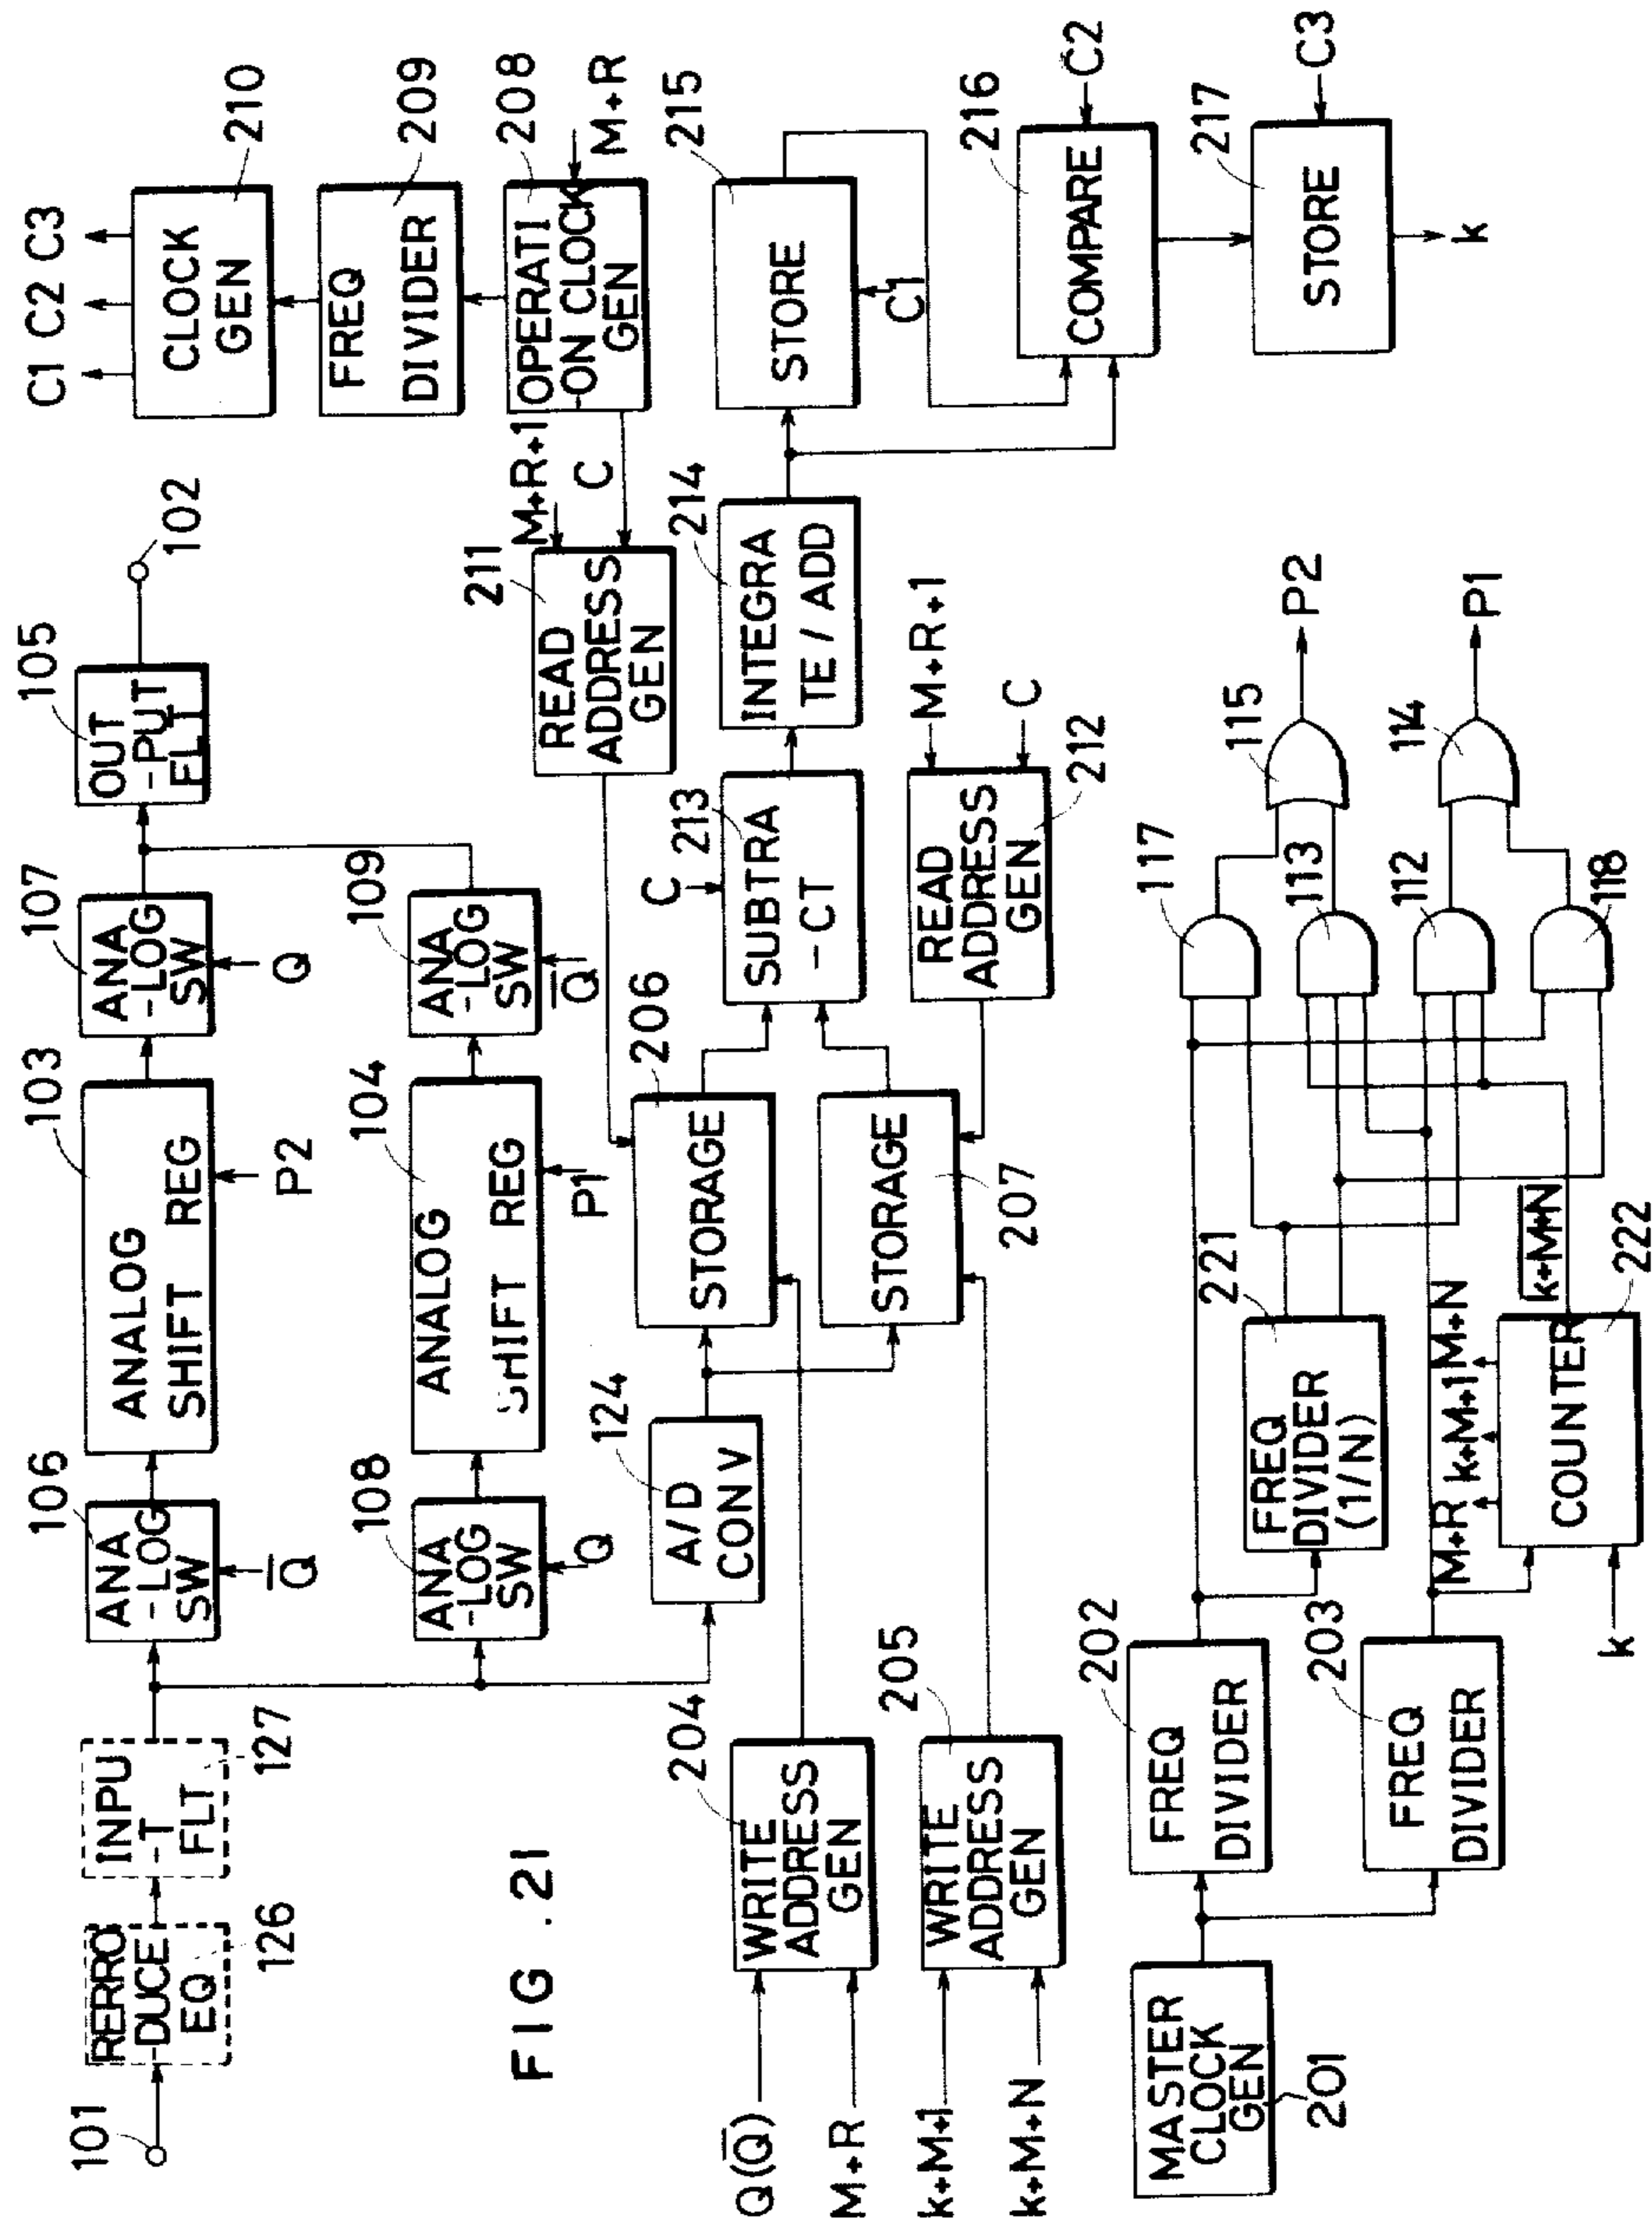 101
RERRO
-DUCE
EQ
126
INPU
-T
FLT
127
ANA
-LOG
SW
106
Q̅
ANALOG
SHIFT REG
103
P2
ANA
-LOG
SW
107
Q
OUT
-PUT
FLT
105
102
ANA
-LOG
SW
108
Q
ANALOG
SHIFT REG
104
P1
ANA
-LOG
SW
109
Q̅
C1 C2 C3
CLOCK
GEN
210
FREQ
DIVIDER
209
OPERATI
-ON CLOCK
GEN
208
M+R
M+R+1
C
READ
ADDRESS
GEN
211
FIG.21
A/D
CONV
124
STORAGE
206
STORAGE
207
C
SUBTRA
-CT
213
INTEGRA
TE/ADD
214
STORE
215
C1
COMPARE
216
C2
STORE
217
C3
k
READ
ADDRESS
GEN
212
M+R+1
C
Q(Q̅)
M+R
WRITE
ADDRESS
GEN
204
k+M+1
k+M+N
WRITE
ADDRESS
GEN
205
MASTER
CLOCK
GEN
201
FREQ
DIVIDER
202
FREQ
DIVIDER
203
FREQ
DIVIDER
(1/N)
221
M+R
k+M+1
M+N
COUNTER
222
k
k+M+N
117
113
112
118
115
P2
114
P1